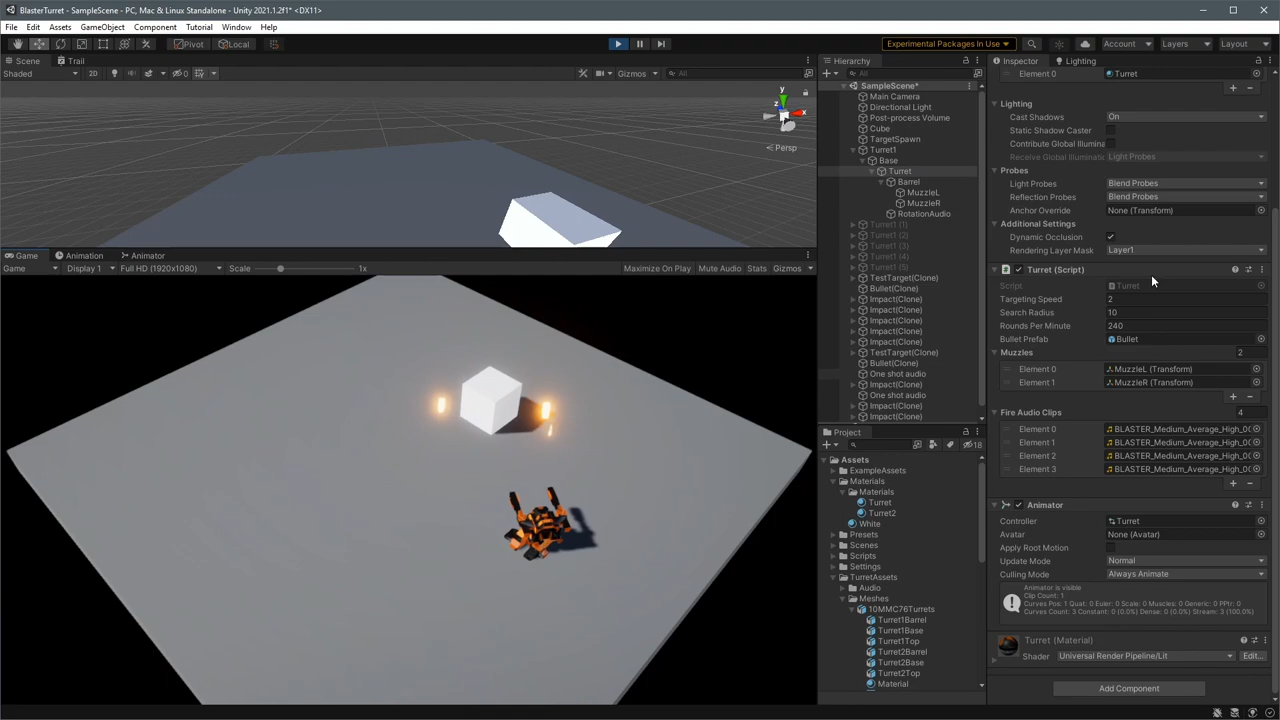 BlasterTurret - SampleScene - PC, Mac & Linux Standalone - Unity 2021.1.2f1* <DX11>
File Edit Assets GameObject Component Tutorial Window Help
Pivot Local
Experimental Packages In Use
Account Layers Layout
Scene Trail
Shaded 2D 0 Gizmos All
y x z
Persp
Game Animation Animator
Game Display 1 Full HD (1920x1080) Scale 1x Maximize On Play Mute Audio Stats Gizmos
Hierarchy
All
SampleScene*
Main Camera
Directional Light
Post-process Volume
Cube
TargetSpawn
Turret1
Base
Turret
Barrel
MuzzleL
MuzzleR
RotationAudio
Turret1 (1)
Turret1 (2)
Turret1 (3)
Turret1 (4)
Turret1 (5)
TestTarget(Clone)
Bullet(Clone)
Impact(Clone)
Impact(Clone)
Impact(Clone)
Impact(Clone)
Impact(Clone)
TestTarget(Clone)
Bullet(Clone)
One shot audio
Impact(Clone)
One shot audio
Impact(Clone)
Impact(Clone)
Project
18
Assets
ExampleAssets
Materials
Materials
Turret
Turret2
White
Presets
Scenes
Scripts
Settings
TurretAssets
Audio
Meshes
10MMC76Turrets
Turret1Barrel
Turret1Base
Turret1Top
Turret2Barrel
Turret2Base
Turret2Top
Material
Inspector Lighting
Element 0 Turret
Lighting
Cast Shadows On
Static Shadow Caster
Contribute Global Illumina
Receive Global Illuminatic Light Probes
Probes
Light Probes Blend Probes
Reflection Probes Blend Probes
Anchor Override None (Transform)
Additional Settings
Dynamic Occlusion
Rendering Layer Mask Layer1
Turret (Script)
Script Turret
Targeting Speed 2
Search Radius 10
Rounds Per Minute 240
Bullet Prefab Bullet
Muzzles 2
Element 0 MuzzleL (Transform)
Element 1 MuzzleR (Transform)
Fire Audio Clips 4
Element 0 BLASTER_Medium_Average_High_0
Element 1 BLASTER_Medium_Average_High_0
Element 2 BLASTER_Medium_Average_High_0
Element 3 BLASTER_Medium_Average_High_0
Animator
Controller Turret
Avatar None (Avatar)
Apply Root Motion
Update Mode Normal
Culling Mode Always Animate
Animator is visible
Clip Count: 1
Curves Pos: 1 Quat: 0 Euler: 0 Scale: 0 Muscles: 0 Generic: 0 PPtr: 0
Curves Count: 3 Constant: 0 (0.0%) Dense: 0 (0.0%) Stream: 3 (100.0%)
Turret (Material)
Shader Universal Render Pipeline/Lit Edit...
Add Component